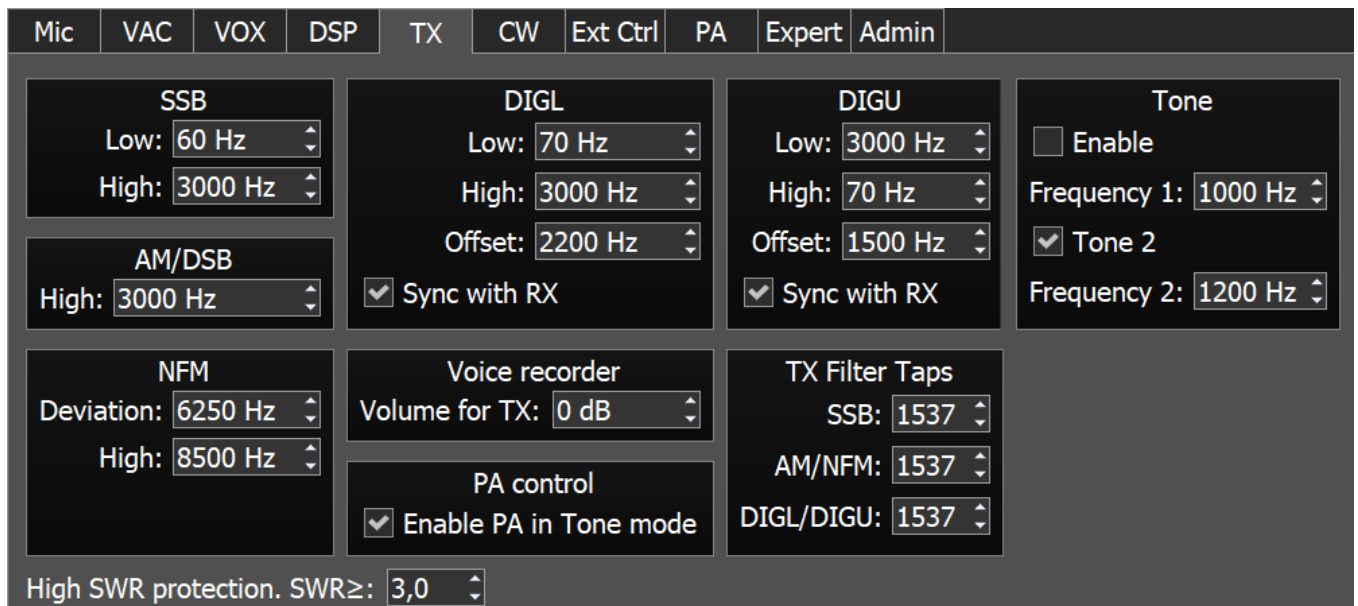 Mic VAC VOX DSP TX CW Ext Ctrl PA Expert Admin
SSB
Low: 60 Hz
High: 3000 Hz
AM/DSB
High: 3000 Hz
DIGL
Low: 70 Hz
High: 3000 Hz
Offset: 2200 Hz
Sync with RX
DIGU
Low: 3000 Hz
High: 70 Hz
Offset: 1500 Hz
Sync with RX
Tone
Enable
Frequency 1: 1000 Hz
Tone 2
Frequency 2: 1200 Hz
NFM
Deviation: 6250 Hz
High: 8500 Hz
Voice recorder
Volume for TX: 0 dB
PA control
Enable PA in Tone mode
TX Filter Taps
SSB: 1537
AM/NFM: 1537
DIGL/DIGU: 1537
High SWR protection. SWR≥: 3,0